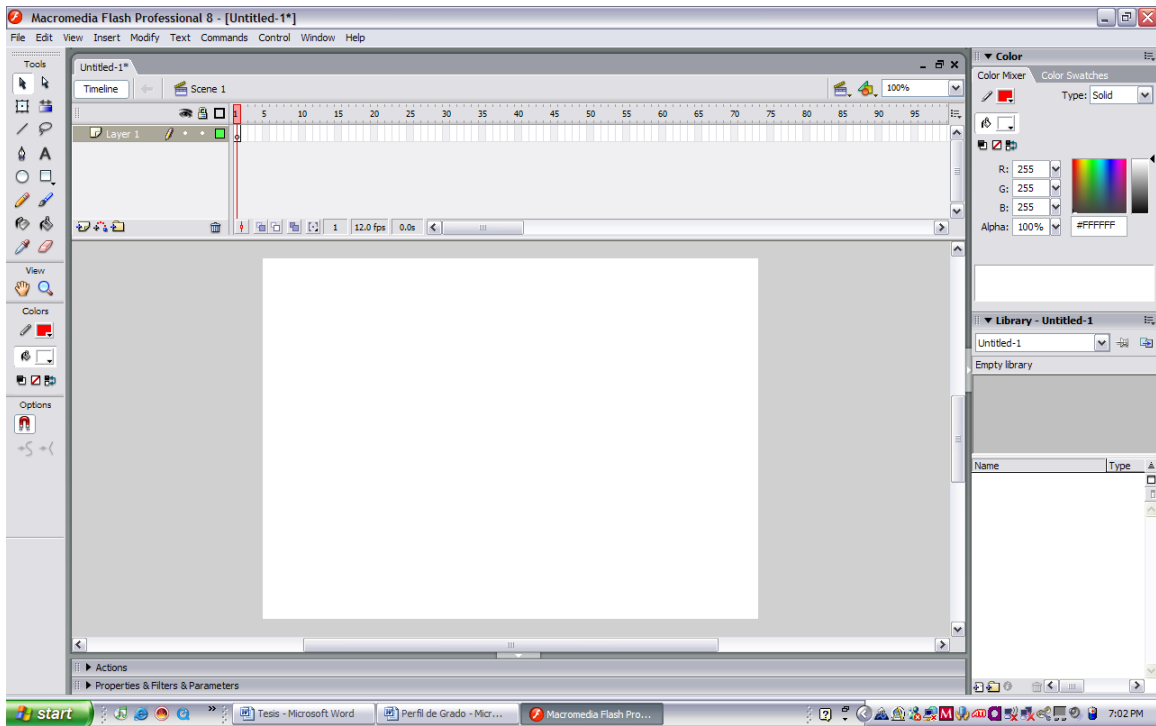 Macromedia Flash Professional 8 - [Untitled-1*]
File Edit View Insert Modify Text Commands Control Window Help
Tools
Untitled-1*
Timeline Scene 1 100%
1 5 10 15 20 25 30 35 40 45 50 55 60 65 70 75 80 85 90 95
Layer 1
1 12.0 fps 0.0s
View
Colors
Options
Color
Color Mixer Color Swatches
Type: Solid
R: 255
G: 255
B: 255
Alpha: 100% #FFFFFF
Library - Untitled-1
Untitled-1
Empty library
Name Type
Actions
Properties & Filters & Parameters
start Tesis - Microsoft Word Perfil de Grado - Micr... Macromedia Flash Pro... 7:02 PM